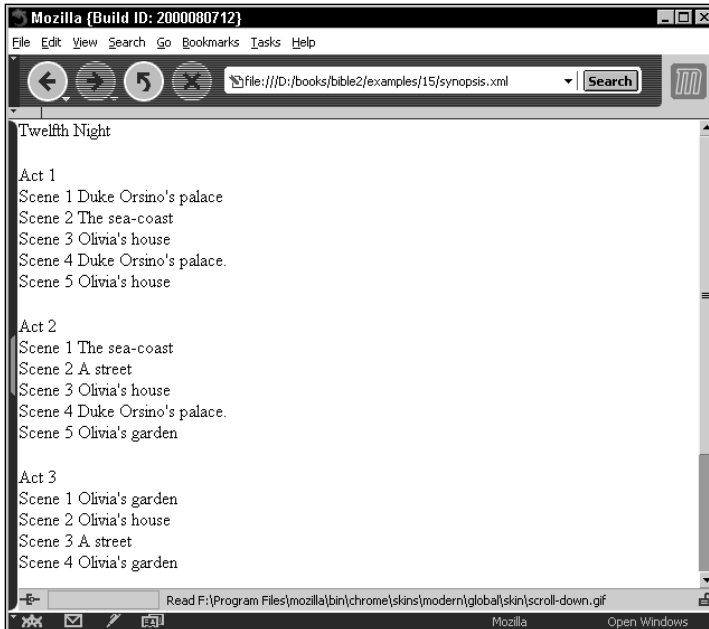 Mozilla {Build ID: 2000080712}
File Edit View Search Go Bookmarks Tasks Help
file:///D:/books/bible2/examples/15/synopsis.xml Search
Twelfth Night
Act 1
Scene 1 Duke Orsino's palace
Scene 2 The sea-coast
Scene 3 Olivia's house
Scene 4 Duke Orsino's palace.
Scene 5 Olivia's house
Act 2
Scene 1 The sea-coast
Scene 2 A street
Scene 3 Olivia's house
Scene 4 Duke Orsino's palace.
Scene 5 Olivia's garden
Act 3
Scene 1 Olivia's garden
Scene 2 Olivia's house
Scene 3 A street
Scene 4 Olivia's garden
Read F:\Program Files\mozilla\bin\chrome\skins\modern\global\skin\scroll-down.gif
Mozilla Open Windows